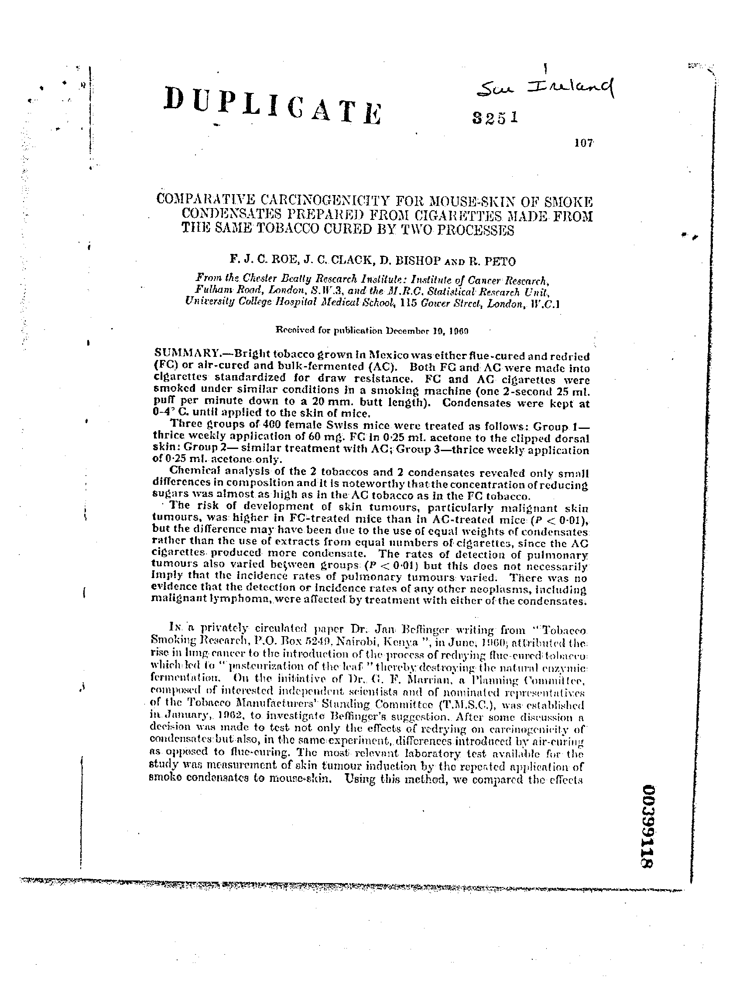 Sue Ireland
DUPLICATE
3251
107
COMPARATIVE CARCINOGENICITY FOR MOUSE-SKIN OF SMOKE
CONDENSATES PREPARED FROM CIGARETTES MADE FROM
THE SAME TOBACCO CURED BY TWO PROCESSES
F. J. C. ROE, J. C. CLACK, D. BISHOP AND R. PETO
From the Chester Beatty Research Institute: Institute of Cancer Research,
Fulham Road, London, S.W.3, and the M.R.C. Statistical Research Unit,
University College Hospital Medical School, 115 Gower Street, London, W.C.1
Received for publication December 19, 1969
SUMMARY.—Bright tobacco grown in Mexico was either flue-cured and redried
(FC) or air-cured and bulk-fermented (AC). Both FC and AC were made into
cigarettes standardized for draw resistance. FC and AC cigarettes were
smoked under similar conditions in a smoking machine (one 2-second 25 ml.
puff per minute down to a 20 mm. butt length). Condensates were kept at
0-4° C. until applied to the skin of mice.
Three groups of 400 female Swiss mice were treated as follows: Group 1—
thrice weekly application of 60 mg. FC in 0·25 ml. acetone to the clipped dorsal
skin: Group 2— similar treatment with AC; Group 3—thrice weekly application
of 0·25 ml. acetone only.
Chemical analysis of the 2 tobaccos and 2 condensates revealed only small
differences in composition and it is noteworthy that the concentration of reducing
sugars was almost as high as in the AC tobacco as in the FC tobacco.
The risk of development of skin tumours, particularly malignant skin
tumours, was higher in FC-treated mice than in AC-treated mice (P < 0·01),
but the difference may have been due to the use of equal weights of condensates
rather than the use of extracts from equal numbers of cigarettes, since the AC
cigarettes produced more condensate. The rates of detection of pulmonary
tumours also varied between groups (P < 0·01) but this does not necessarily
imply that the incidence rates of pulmonary tumours varied. There was no
evidence that the detection or incidence rates of any other neoplasms, including
malignant lymphoma, were affected by treatment with either of the condensates.
IN a privately circulated paper Dr. Jan Beffinger writing from "Tobacco
Smoking Research, P.O. Box 5249, Nairobi, Kenya", in June, 1960, attributed the
rise in lung cancer to the introduction of the process of redrying flue-cured tobacco
which led to "pasteurization of the leaf" thereby destroying the natural enzymic
fermentation. On the initiative of Dr. G. F. Marrian, a Planning Committee,
composed of interested independent scientists and of nominated representatives
of the Tobacco Manufacturers' Standing Committee (T.M.S.C.), was established
in January, 1962, to investigate Beffinger's suggestion. After some discussion a
decision was made to test not only the effects of redrying on carcinogenicity of
condensates but also, in the same experiment, differences introduced by air-curing
as opposed to flue-curing. The most relevant laboratory test available for the
study was measurement of skin tumour induction by the repeated application of
smoke condensates to mouse-skin. Using this method, we compared the effects
00399118